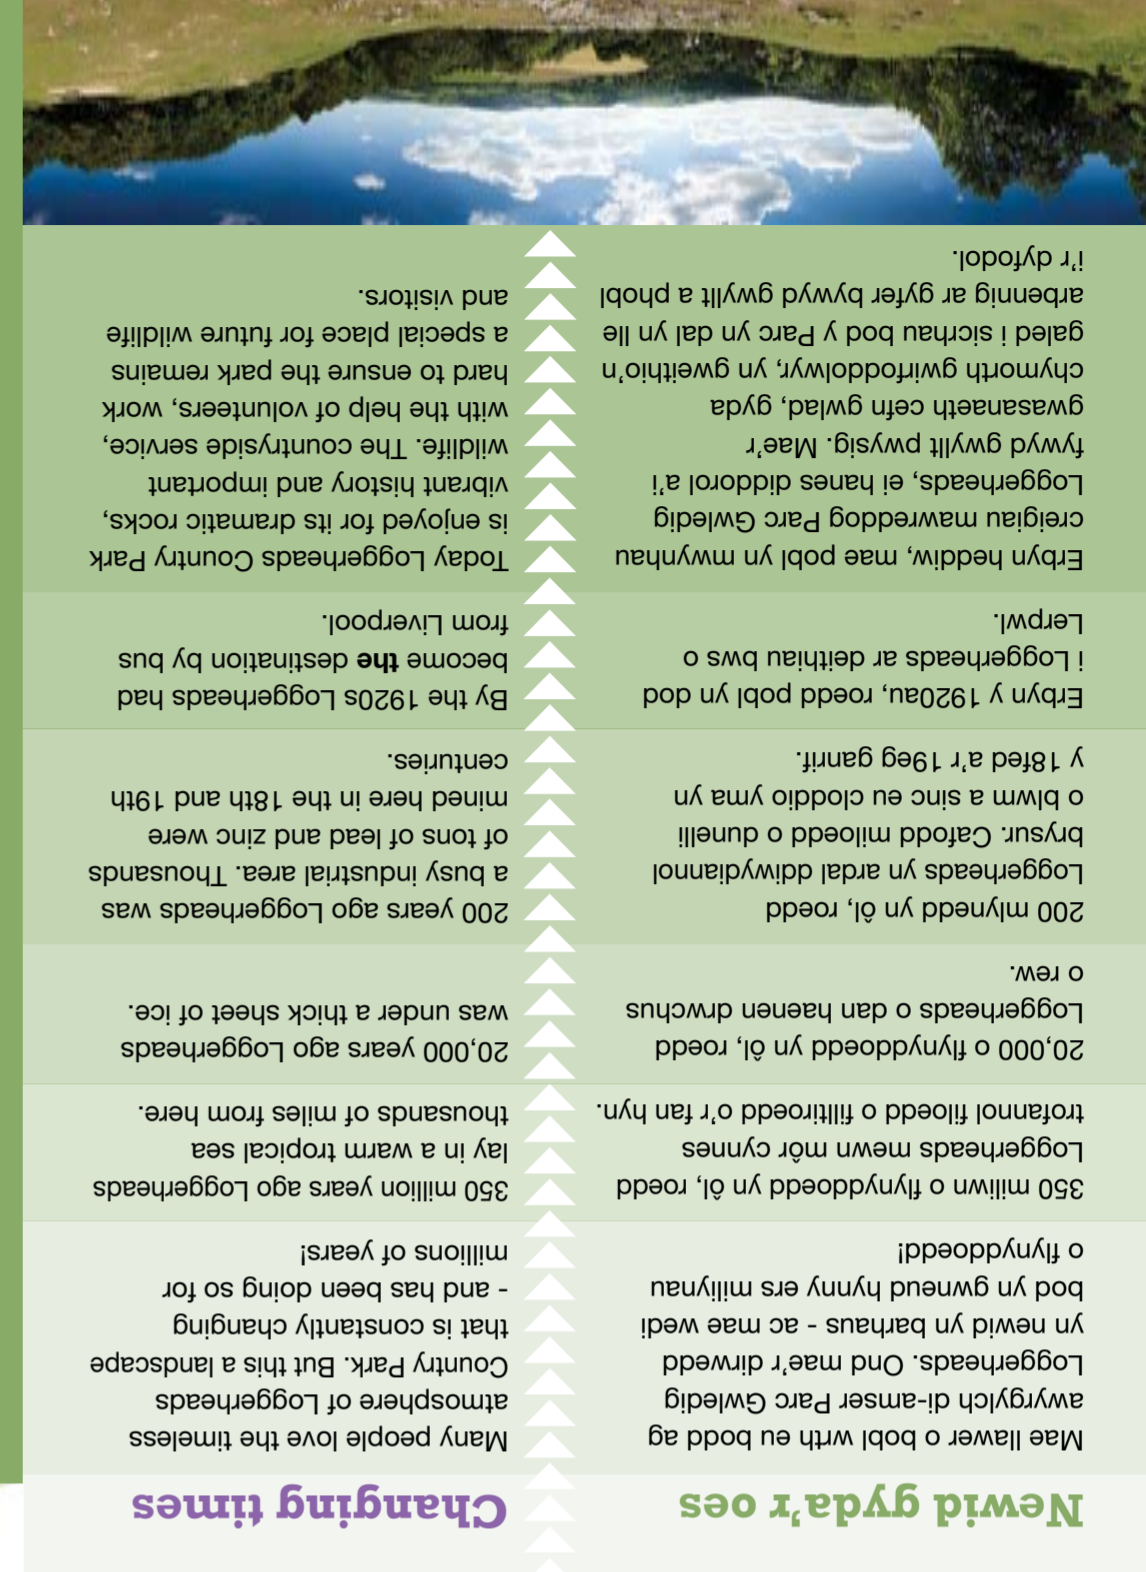 Newid gyda'r oes
Mae llawer o bobl wrth eu bodd ag
awyrgylch di-amser Parc Gwledig
Loggerheads. Ond mae'r dirwedd
yn newid yn barhaus - ac mae wedi
bod yn gwneud hynny ers miliynau
o flynyddoedd!
350 miliwn o flynyddoedd yn ôl, roedd
Loggerheads mewn môr cynnes
trofannol filoedd o filltiroedd o'r fan hyn.
20,000 o flynyddoedd yn ôl, roedd
Loggerheads o dan haenen drwchus
o rew.
200 mlynedd yn ôl, roedd
Loggerheads yn ardal ddiwydiannol
brysur. Cafodd miloedd o dunelli
o blwm a sinc eu cloddio yma yn
y 18fed a'r 19eg ganrif.
Erbyn y 1920au, roedd pobl yn dod
i Loggerheads ar deithiau bws o
Lerpwl.
Erbyn heddiw, mae pobl yn mwynhau
creigiau mawreddog Parc Gwledig
Loggerheads, ei hanes diddorol a'i
fywyd gwyllt pwysig. Mae'r
gwasanaeth cefn gwlad, gyda
chymorth gwirfoddolwyr, yn gweithio'n
galed i sicrhau bod y Parc yn dal yn lle
arbennig ar gyfer bywyd gwyllt a phobl
i'r dyfodol.
Changing times
Many people love the timeless
atmosphere of Loggerheads
Country Park. But this a landscape
that is constantly changing
- and has been doing so for
millions of years!
350 million years ago Loggerheads
lay in a warm tropical sea
thousands of miles from here.
20,000 years ago Loggerheads
was under a thick sheet of ice.
200 years ago Loggerheads was
a busy industrial area. Thousands
of tons of lead and zinc were
mined here in the 18th and 19th
centuries.
By the 1920s Loggerheads had
become the destination by bus
from Liverpool.
Today Loggerheads Country Park
is enjoyed for its dramatic rocks,
vibrant history and important
wildlife. The countryside service,
with the help of volunteers, work
hard to ensure the park remains
a special place for future wildlife
and visitors.